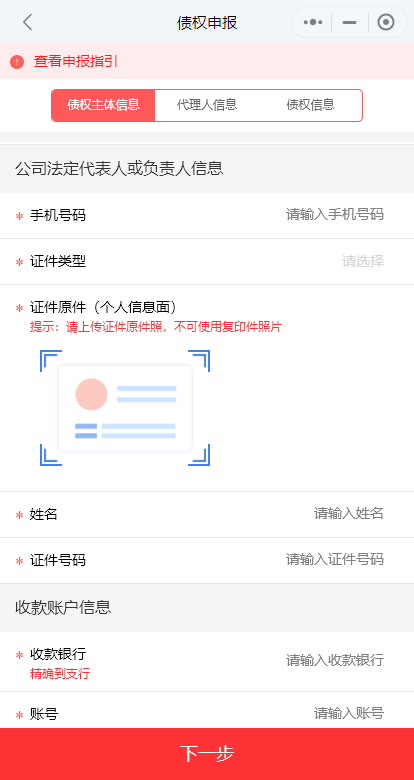 债权申报
查看申报指引
债权主体信息 代理人信息 债权信息
公司法定代表人或负责人信息
* 手机号码 请输入手机号码
* 证件类型 请选择
* 证件原件（个人信息面）
提示：请上传证件原件照，不可使用复印件照片
* 姓名 请输入姓名
* 证件号码 请输入证件号码
收款账户信息
* 收款银行 请输入收款银行
精确到支行
* 账号 请输入账号
下一步